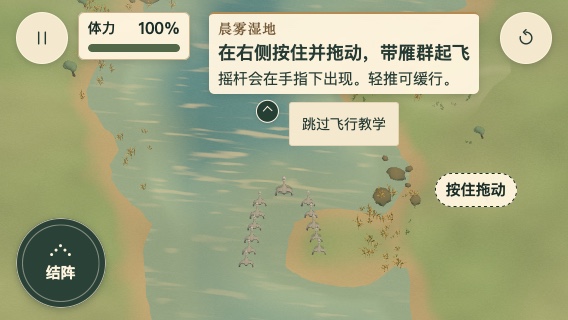 体力 100%
晨雾湿地
在右侧按住并拖动，带雁群起飞
摇杆会在手指下出现。轻推可缓行。
跳过飞行教学
按住拖动
结阵